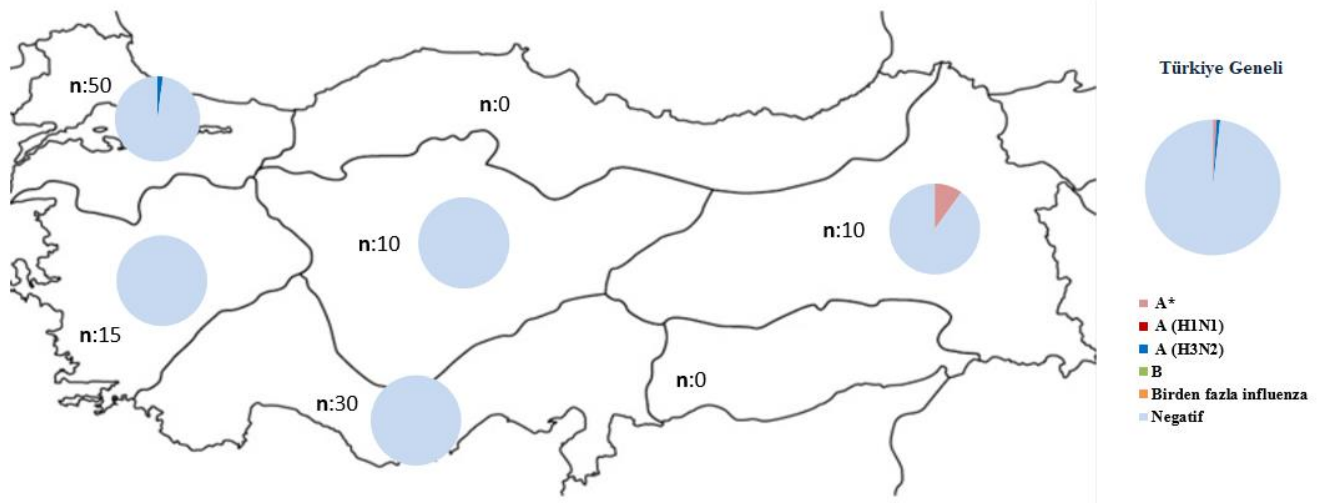 n:50
n:0
n:10
n:10
n:15
n:30
n:0
Türkiye Geneli
A*
A (H1N1)
A (H3N2)
B
Birden fazla influenza
Negatif